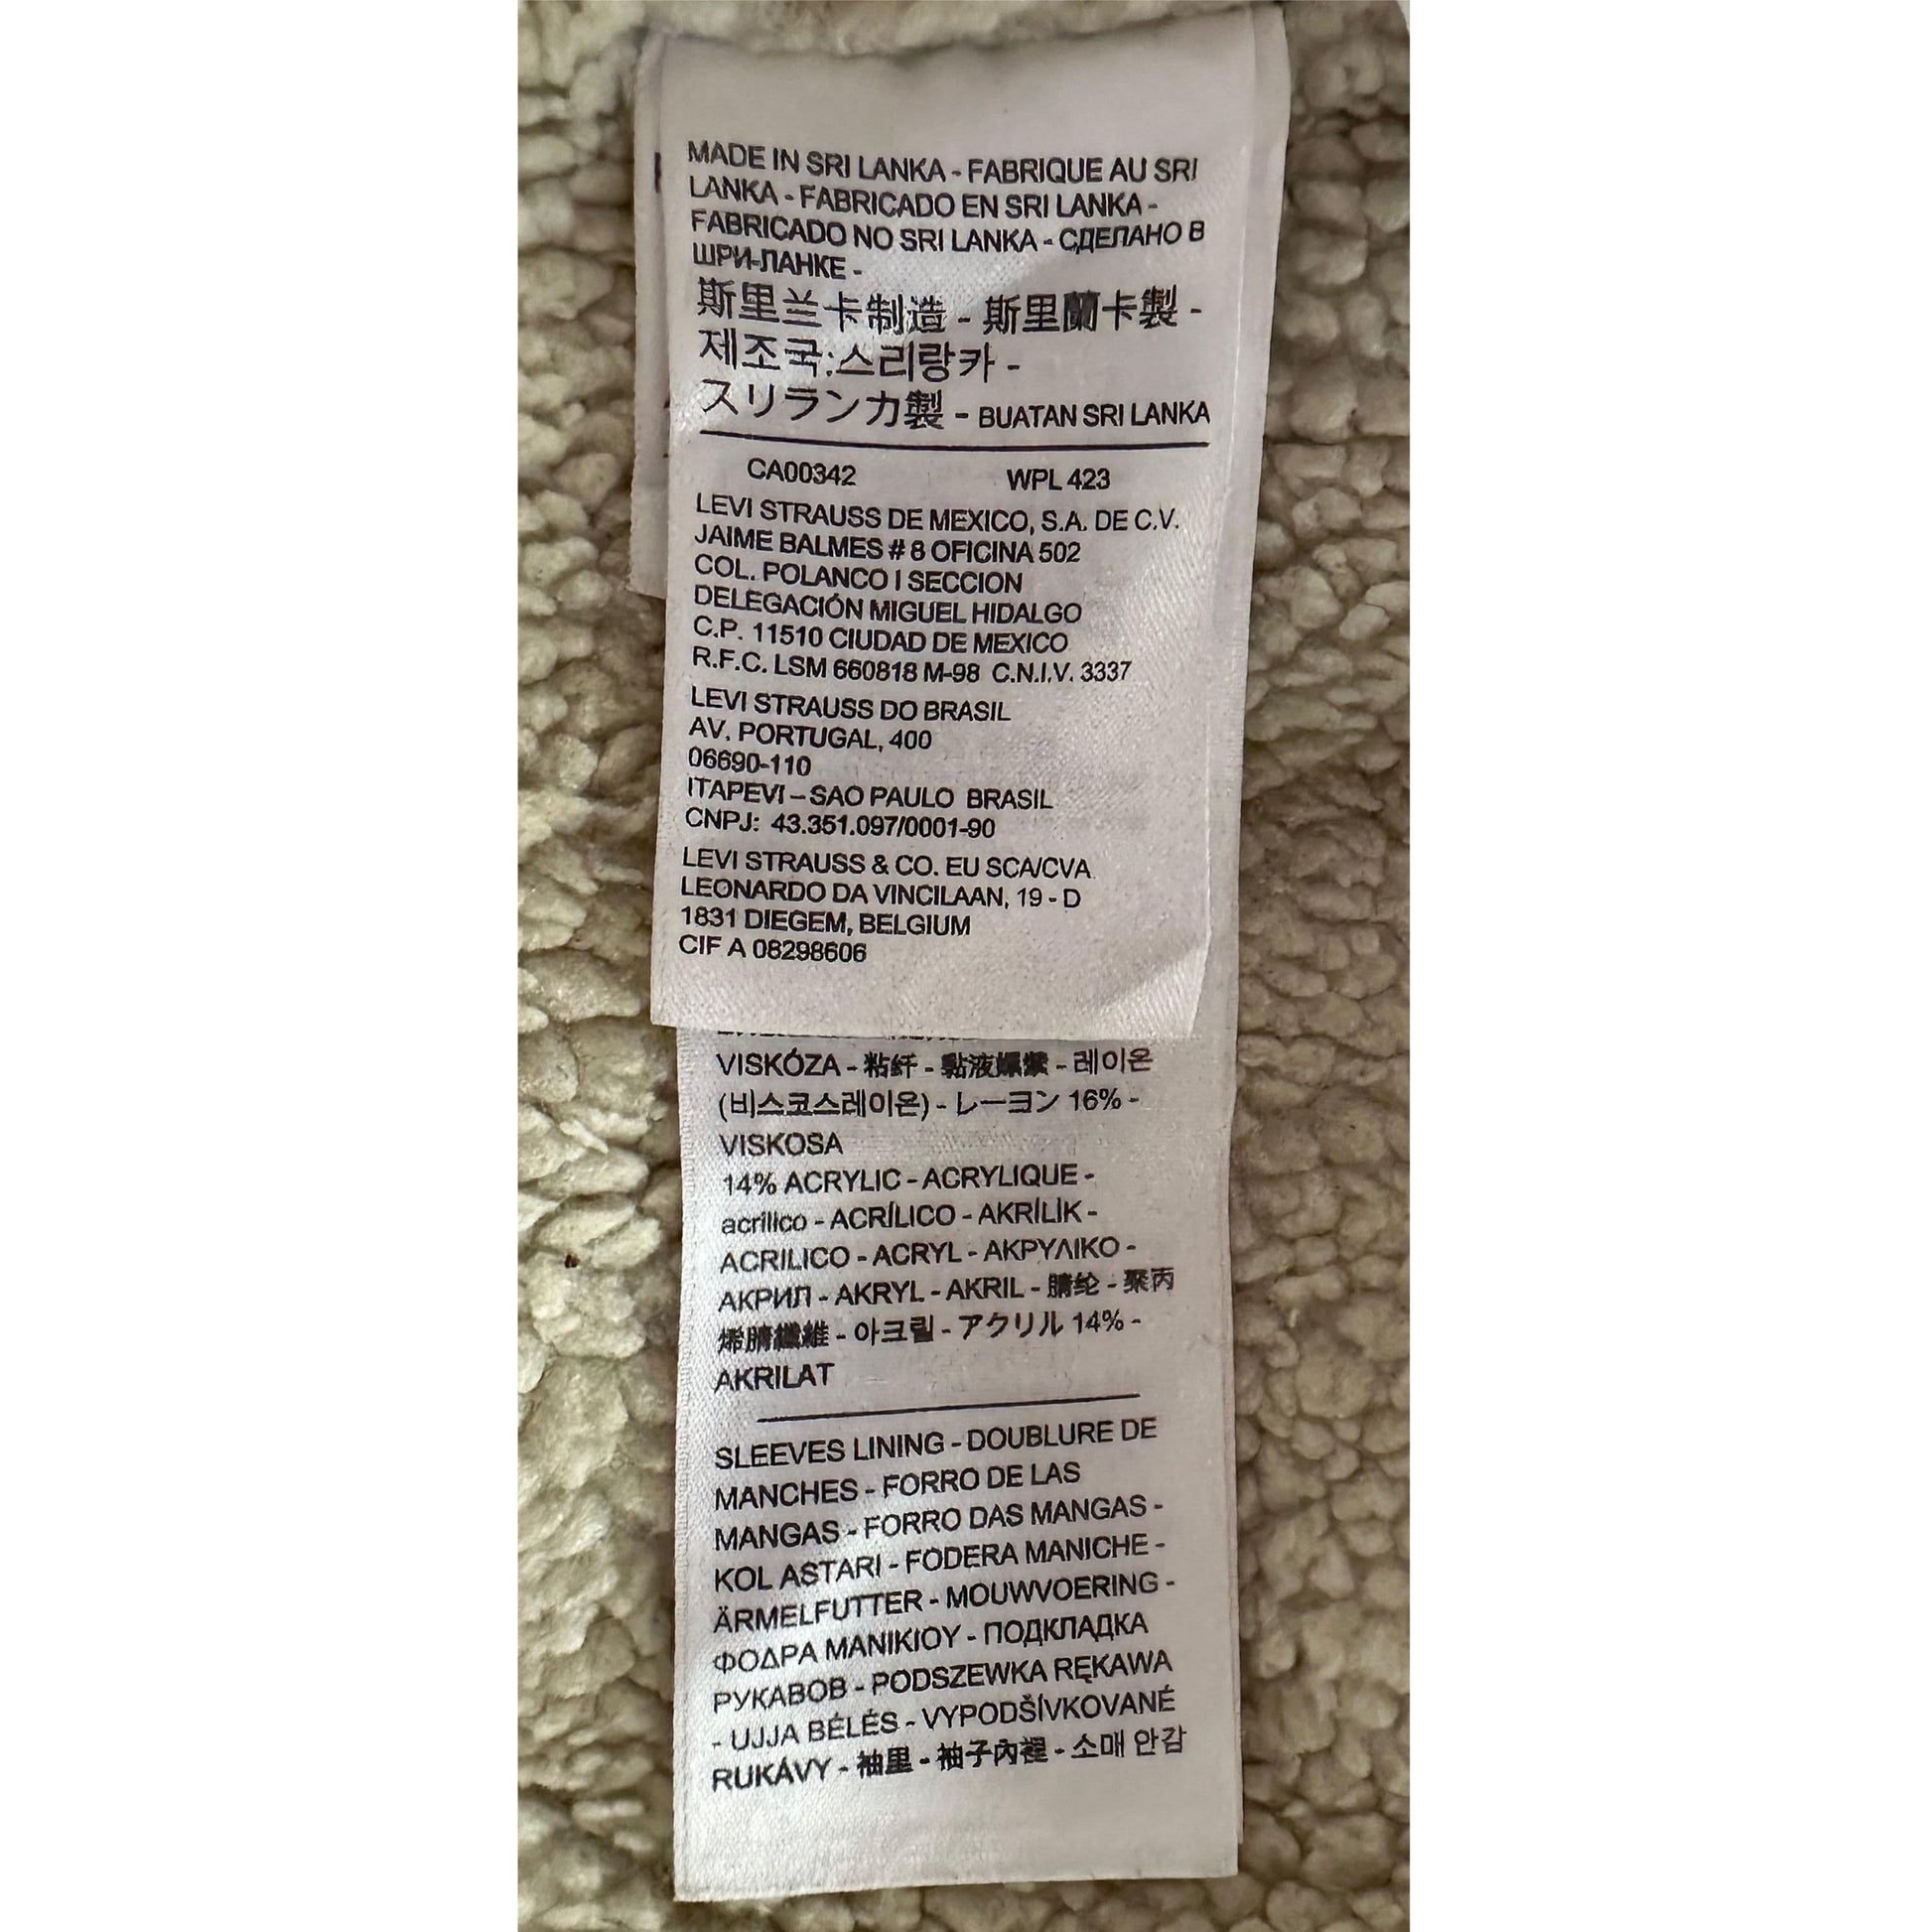 MADE IN SRI LANKA - FABRIQUE AU SRI
LANKA - FABRICADO EN SRI LANKA -
FABRICADO NO SRI LANKA - СДЕЛАНО В
ШРИ-ЛАНКЕ -
斯里兰卡制造 - 斯里蘭卡製 -
제조국:스리랑카 -
スリランカ製 - BUATAN SRI LANKA
CA00342 WPL 423
LEVI STRAUSS DE MEXICO, S.A. DE C.V.
JAIME BALMES # 8 OFICINA 502
COL. POLANCO I SECCION
DELEGACIÓN MIGUEL HIDALGO
C.P. 11510 CIUDAD DE MEXICO
R.F.C. LSM 660818 M-98 C.N.I.V. 3337
LEVI STRAUSS DO BRASIL
AV. PORTUGAL, 400
06690-110
ITAPEVI – SAO PAULO BRASIL
CNPJ: 43.351.097/0001-90
LEVI STRAUSS & CO. EU SCA/CVA
LEONARDO DA VINCILAAN, 19 - D
1831 DIEGEM, BELGIUM
CIF A 08298606
VISKÓZA - 粘纤 - 黏液嫘縈 - 레이온
(비스코스레이온) - レーヨン 16% -
VISKOSA
14% ACRYLIC - ACRYLIQUE -
acrílico - ACRÍLICO - AKRİLİK -
ACRILICO - ACRYL - ΑΚΡΥΛΙΚΟ -
АКРИЛ - AKRYL - AKRIL - 腈纶 - 聚丙
烯腈纖維 - 아크릴 - アクリル 14% -
AKRILAT
SLEEVES LINING - DOUBLURE DE
MANCHES - FORRO DE LAS
MANGAS - FORRO DAS MANGAS -
KOL ASTARI - FODERA MANICHE -
ÄRMELFUTTER - MOUWVOERING -
ΦΟΔΡΑ ΜΑΝΙΚΙΟΥ - ПОДКЛАДКА
РУКАВОВ - PODSZEWKA RĘKAWA
- UJJA BÉLÉS - VYPODŠÍVKOVANÉ
RUKÁVY - 袖里 - 袖子內裡 - 소매 안감